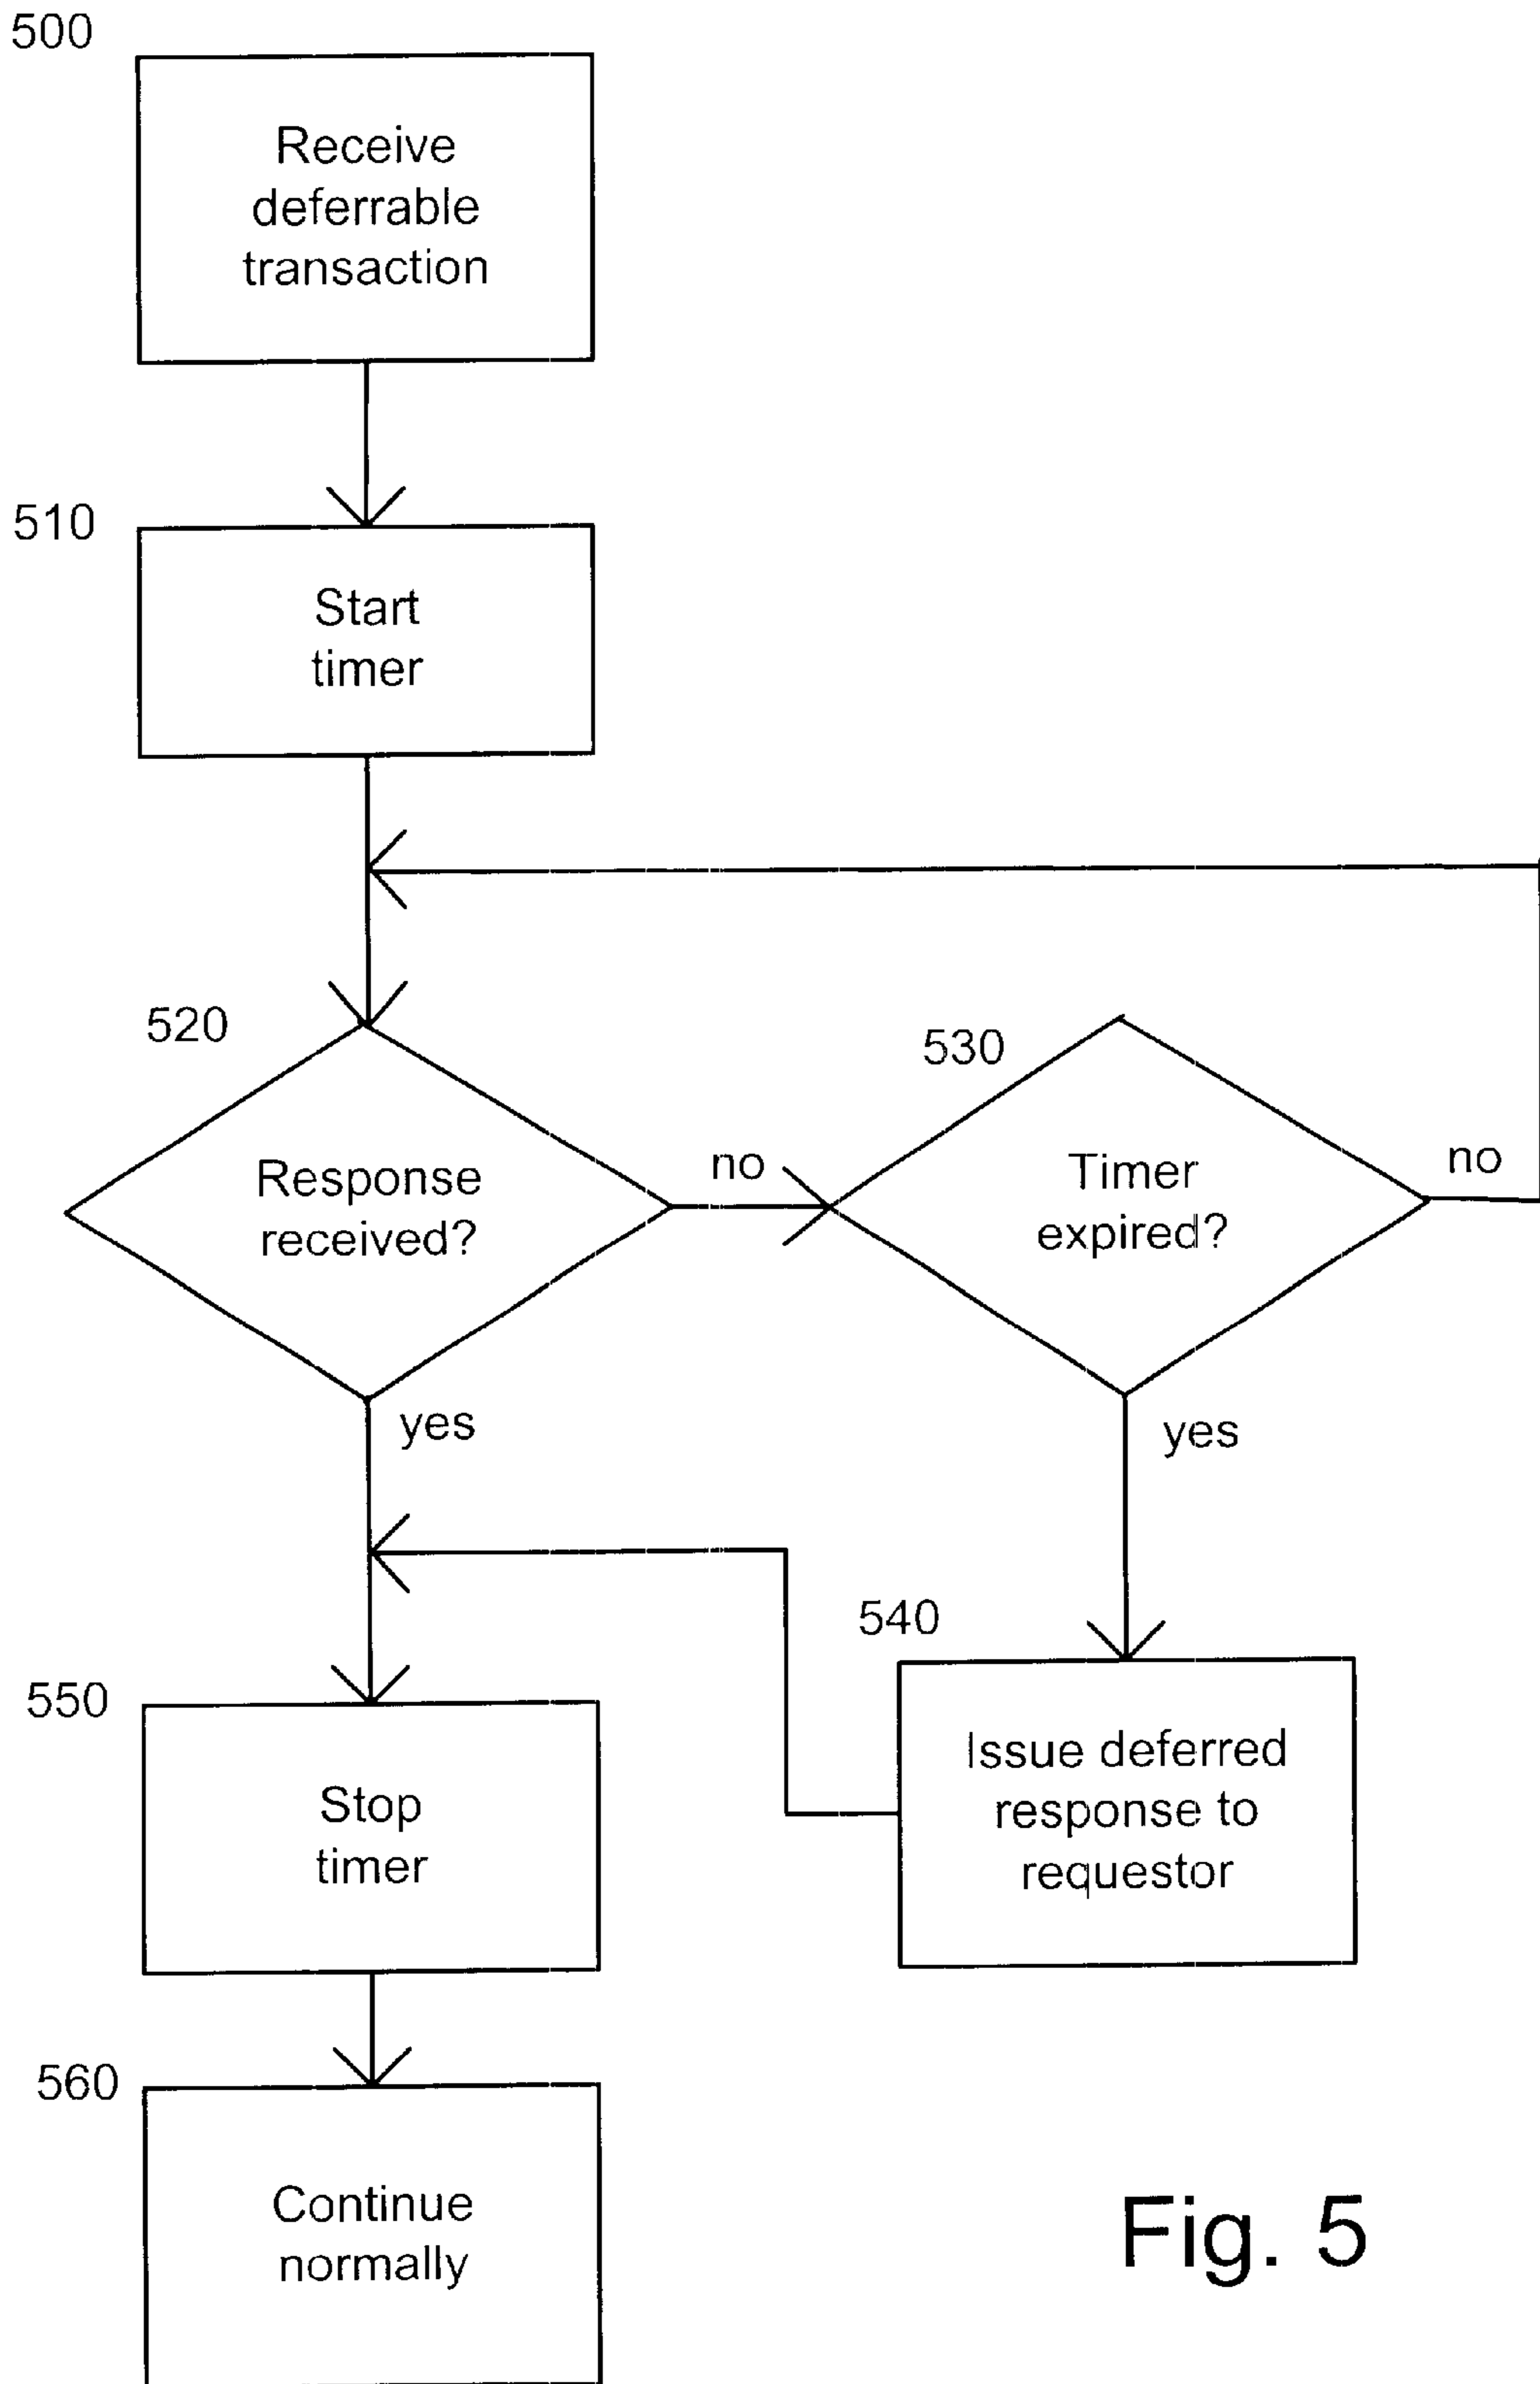 500
Receive
deferrable
transaction
510
Start
timer
520
Response
received?
no
530
Timer
expired?
no
yes
yes
540
Issue deferred
response to
requestor
550
Stop
timer
560
Continue
normally
Fig. 5